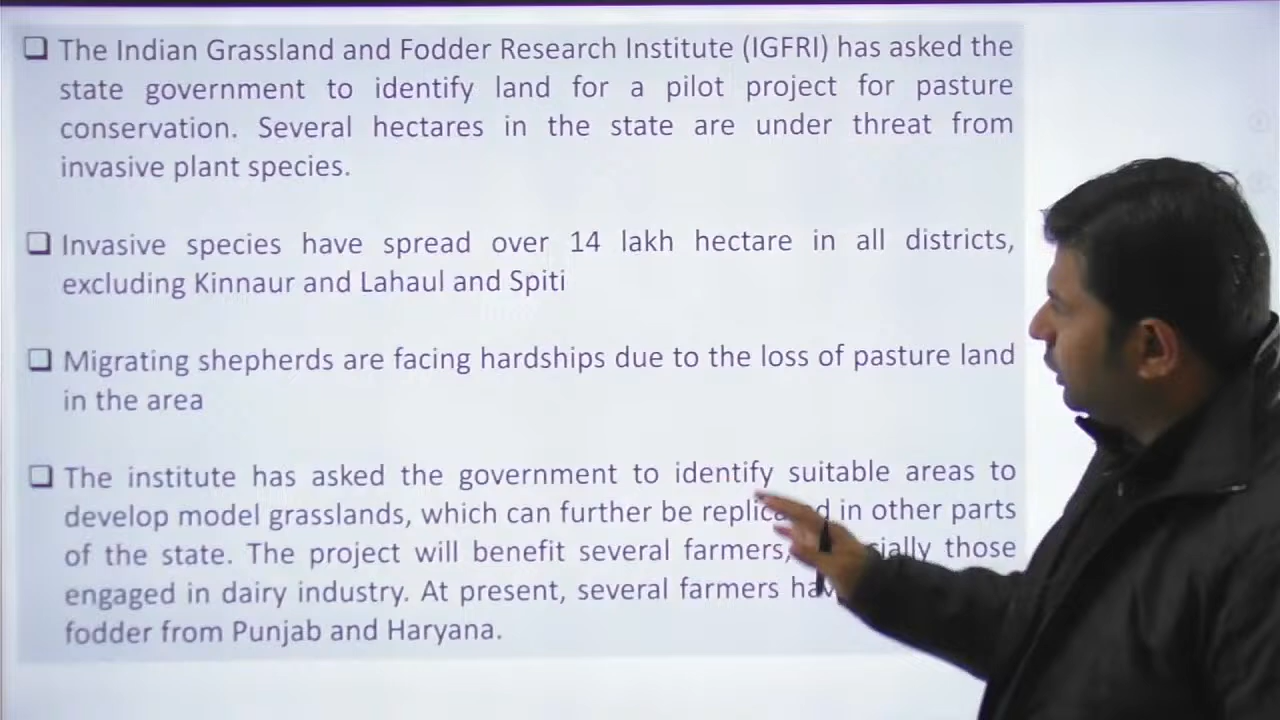 The Indian Grassland and Fodder Research Institute (IGFRI) has asked the
state government to identify land for a pilot project for pasture
conservation. Several hectares in the state are under threat from
invasive plant species.
Invasive species have spread over 14 lakh hectare in all districts,
excluding Kinnaur and Lahaul and Spiti
Migrating shepherds are facing hardships due to the loss of pasture land
in the area
The institute has asked the government to identify suitable areas to
develop model grasslands, which can further be in other parts
of the state. The project will benefit several farmers, those
engaged in dairy industry. At present, several farmers
fodder from Punjab and Haryana.